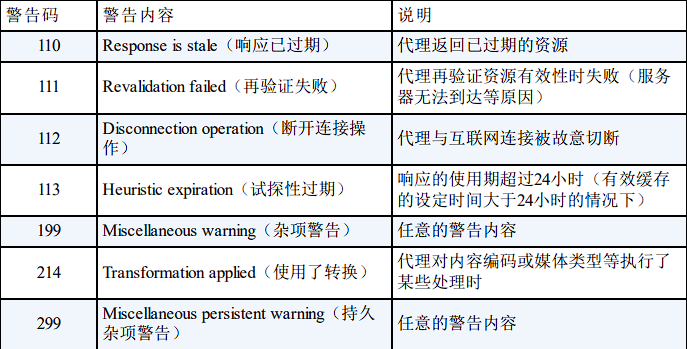 警告码 警告内容 说明
110 Response is stale（响应已过期） 代理返回已过期的资源
111 Revalidation failed（再验证失败） 代理再验证资源有效性时失败（服务
器无法到达等原因）
112 Disconnection operation（断开连接操
作） 代理与互联网连接被故意切断
113 Heuristic expiration（试探性过期） 响应的使用期超过24小时（有效缓存
的设定时间大于24小时的情况下）
199 Miscellaneous warning（杂项警告） 任意的警告内容
214 Transformation applied（使用了转换） 代理对内容编码或媒体类型等执行了
某些处理时
299 Miscellaneous persistent warning（持久
杂项警告） 任意的警告内容